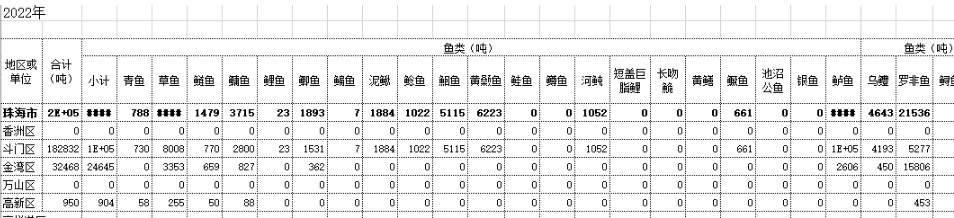 2022年
鱼类（吨） 鱼类（吨）
地区或单位 合计（吨） 小计 青鱼 草鱼 鲢鱼 鳙鱼 鲤鱼 鲫鱼 鳊鱼 泥鳅 鲶鱼 鮰鱼 黄颡鱼 鲑鱼 鳟鱼 河鲀 短盖巨脂鲤 长吻鮠 黄鳝 鳜鱼 池沼公鱼 银鱼 鲈鱼 乌鳢 罗非鱼
珠海市 2E+05 #### 788 #### 1479 3715 23 1893 7 1884 1022 5115 6223 0 0 1052 0 0 0 661 0 0 #### 4643 21536
香洲区 0 0 0 0 0 0 0 0 0 0 0 0 0 0 0 0 0 0 0 0 0 0 0 0 0
斗门区 182832 1E+05 730 8008 770 2800 23 1531 7 1884 1022 5115 6223 0 0 1052 0 0 0 661 0 0 1E+05 4193 5277
金湾区 32468 24645 0 3353 659 827 0 362 0 0 0 0 0 0 0 0 0 0 0 0 0 0 2606 450 15806
万山区 0 0 0 0 0 0 0 0 0 0 0 0 0 0 0 0 0 0 0 0 0 0 0 0 0
高新区 950 904 58 255 50 88 0 0 0 0 0 0 0 0 0 0 0 0 0 0 0 0 0 0 453